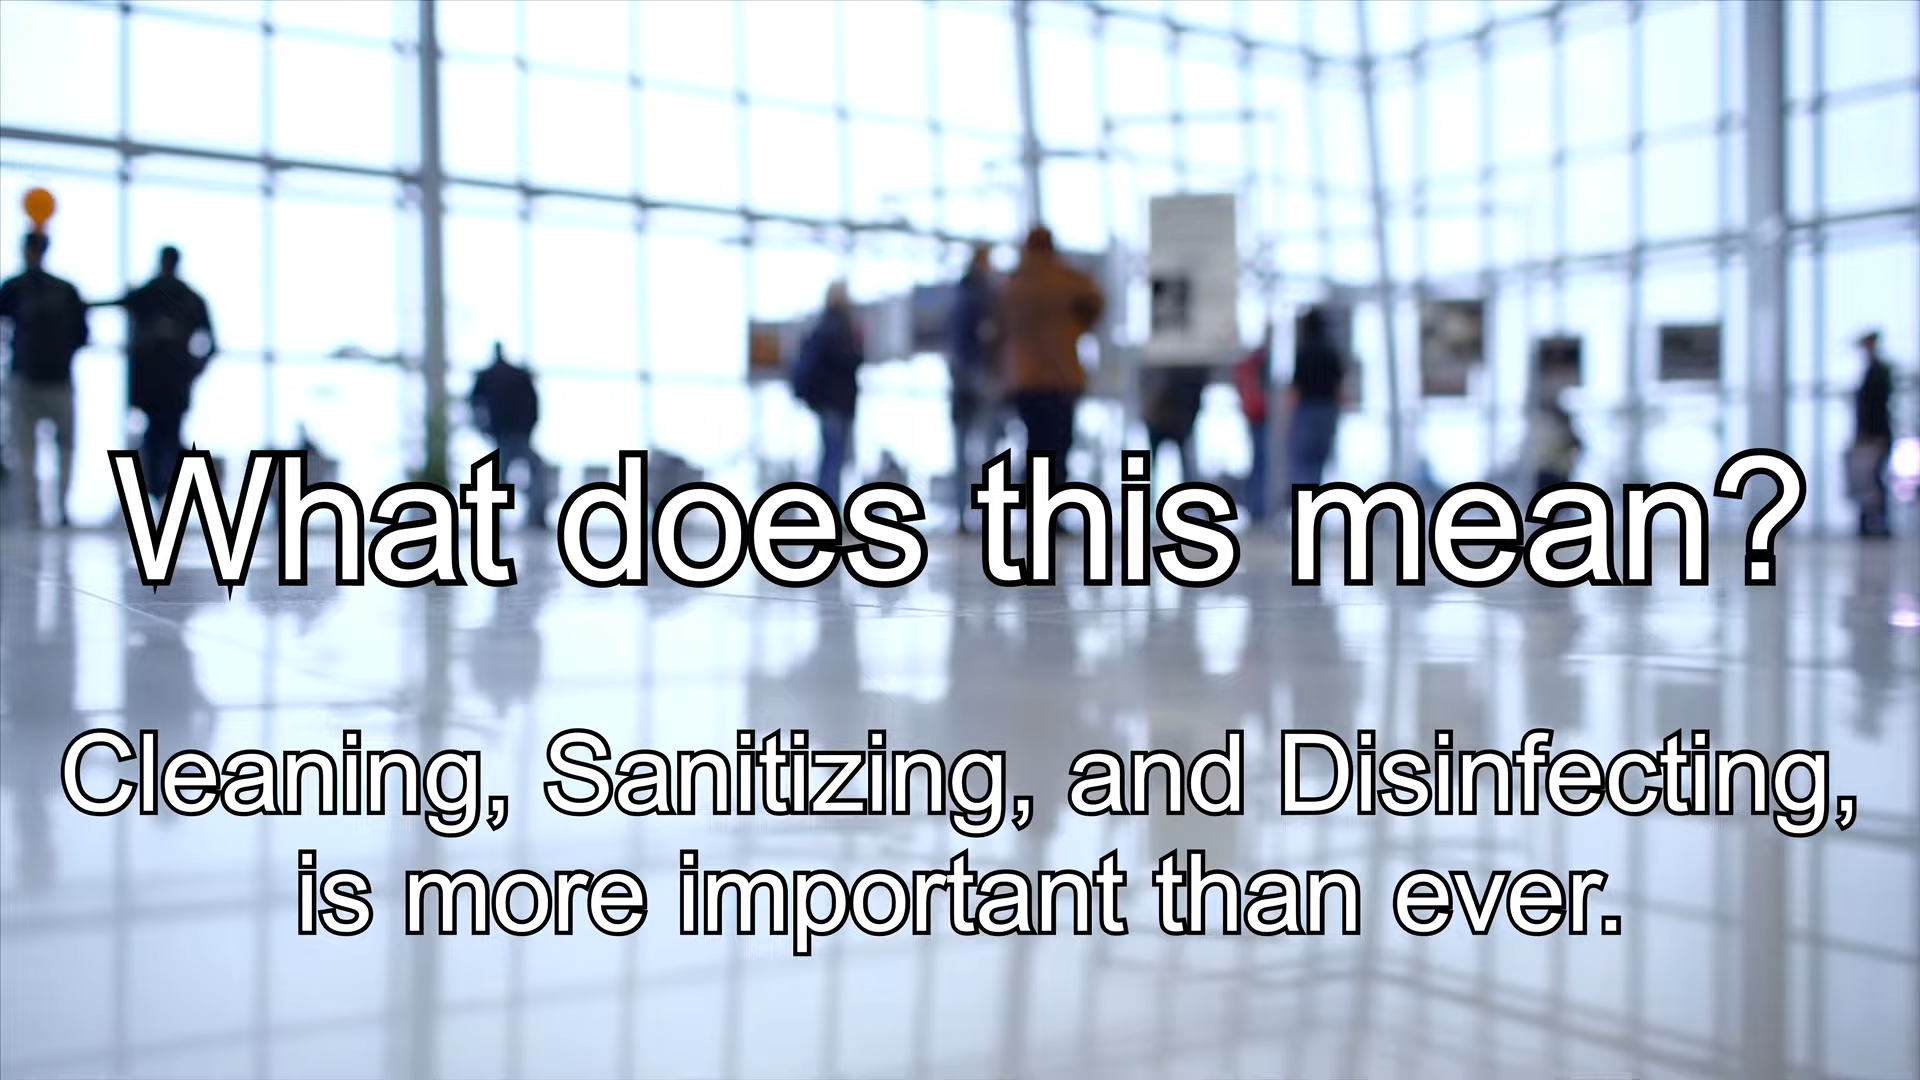 What does this mean?
Cleaning, Sanitizing, and Disinfecting,
is more important than ever.